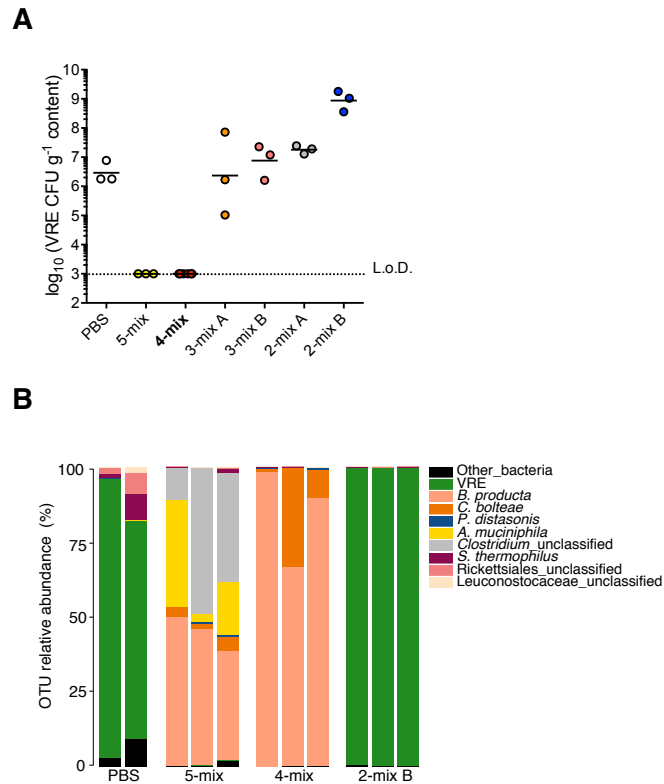 A
log10 (VRE CFU g-1 content)
10
9
8
7
6
5
4
3
2
L.o.D.
PBS
5-mix
4-mix
3-mix A
3-mix B
2-mix A
2-mix B
B
OTU relative abundance (%)
100
75
50
25
0
PBS
5-mix
4-mix
2-mix B
Other_bacteria
VRE
B. producta
C. bolteae
P. distasonis
A. muciniphila
Clostridium_unclassified
S. thermophilus
Rickettsiales_unclassified
Leuconostocaceae_unclassified